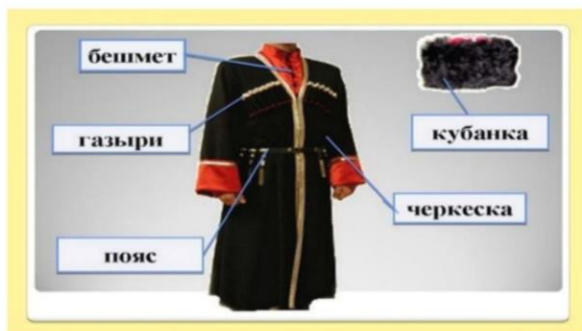 бешмет
газыри
кубанка
черкеска
пояс